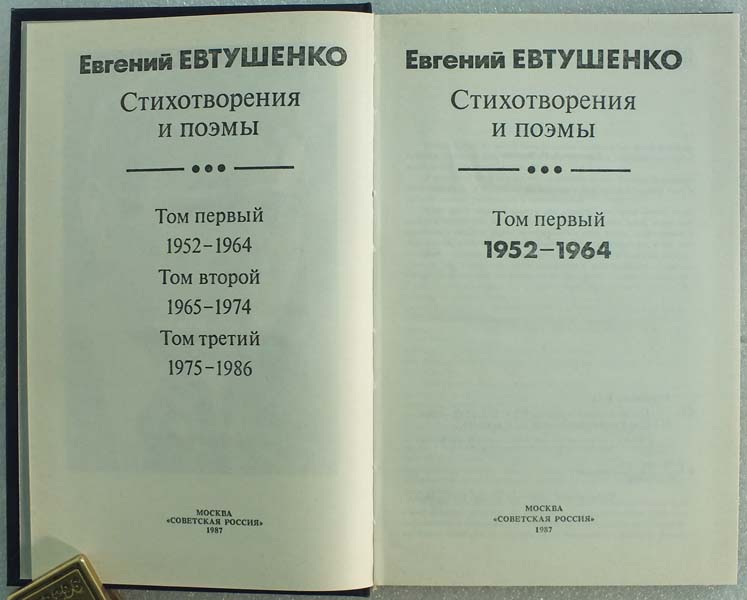 Евгений ЕВТУШЕНКО
Стихотворения
и поэмы
Том первый
1952–1964
Том второй
1965–1974
Том третий
1975–1986
МОСКВА
«СОВЕТСКАЯ РОССИЯ»
1987
Евгений ЕВТУШЕНКО
Стихотворения
и поэмы
Том первый
1952–1964
МОСКВА
«СОВЕТСКАЯ РОССИЯ»
1987